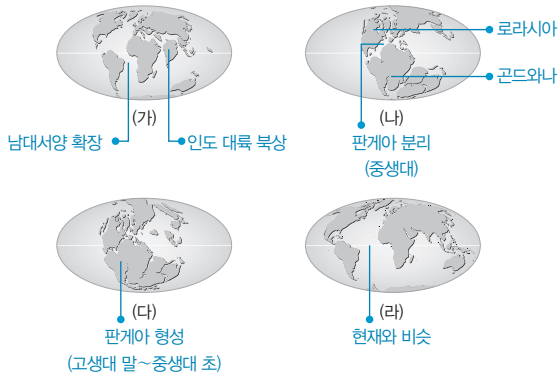 로라시아
곤드와나
(가)
(나)
남대서양 확장
인도 대륙 북상
판게아 분리
(중생대)
(다)
(라)
판게아 형성
현재와 비슷
(고생대 말~중생대 초)